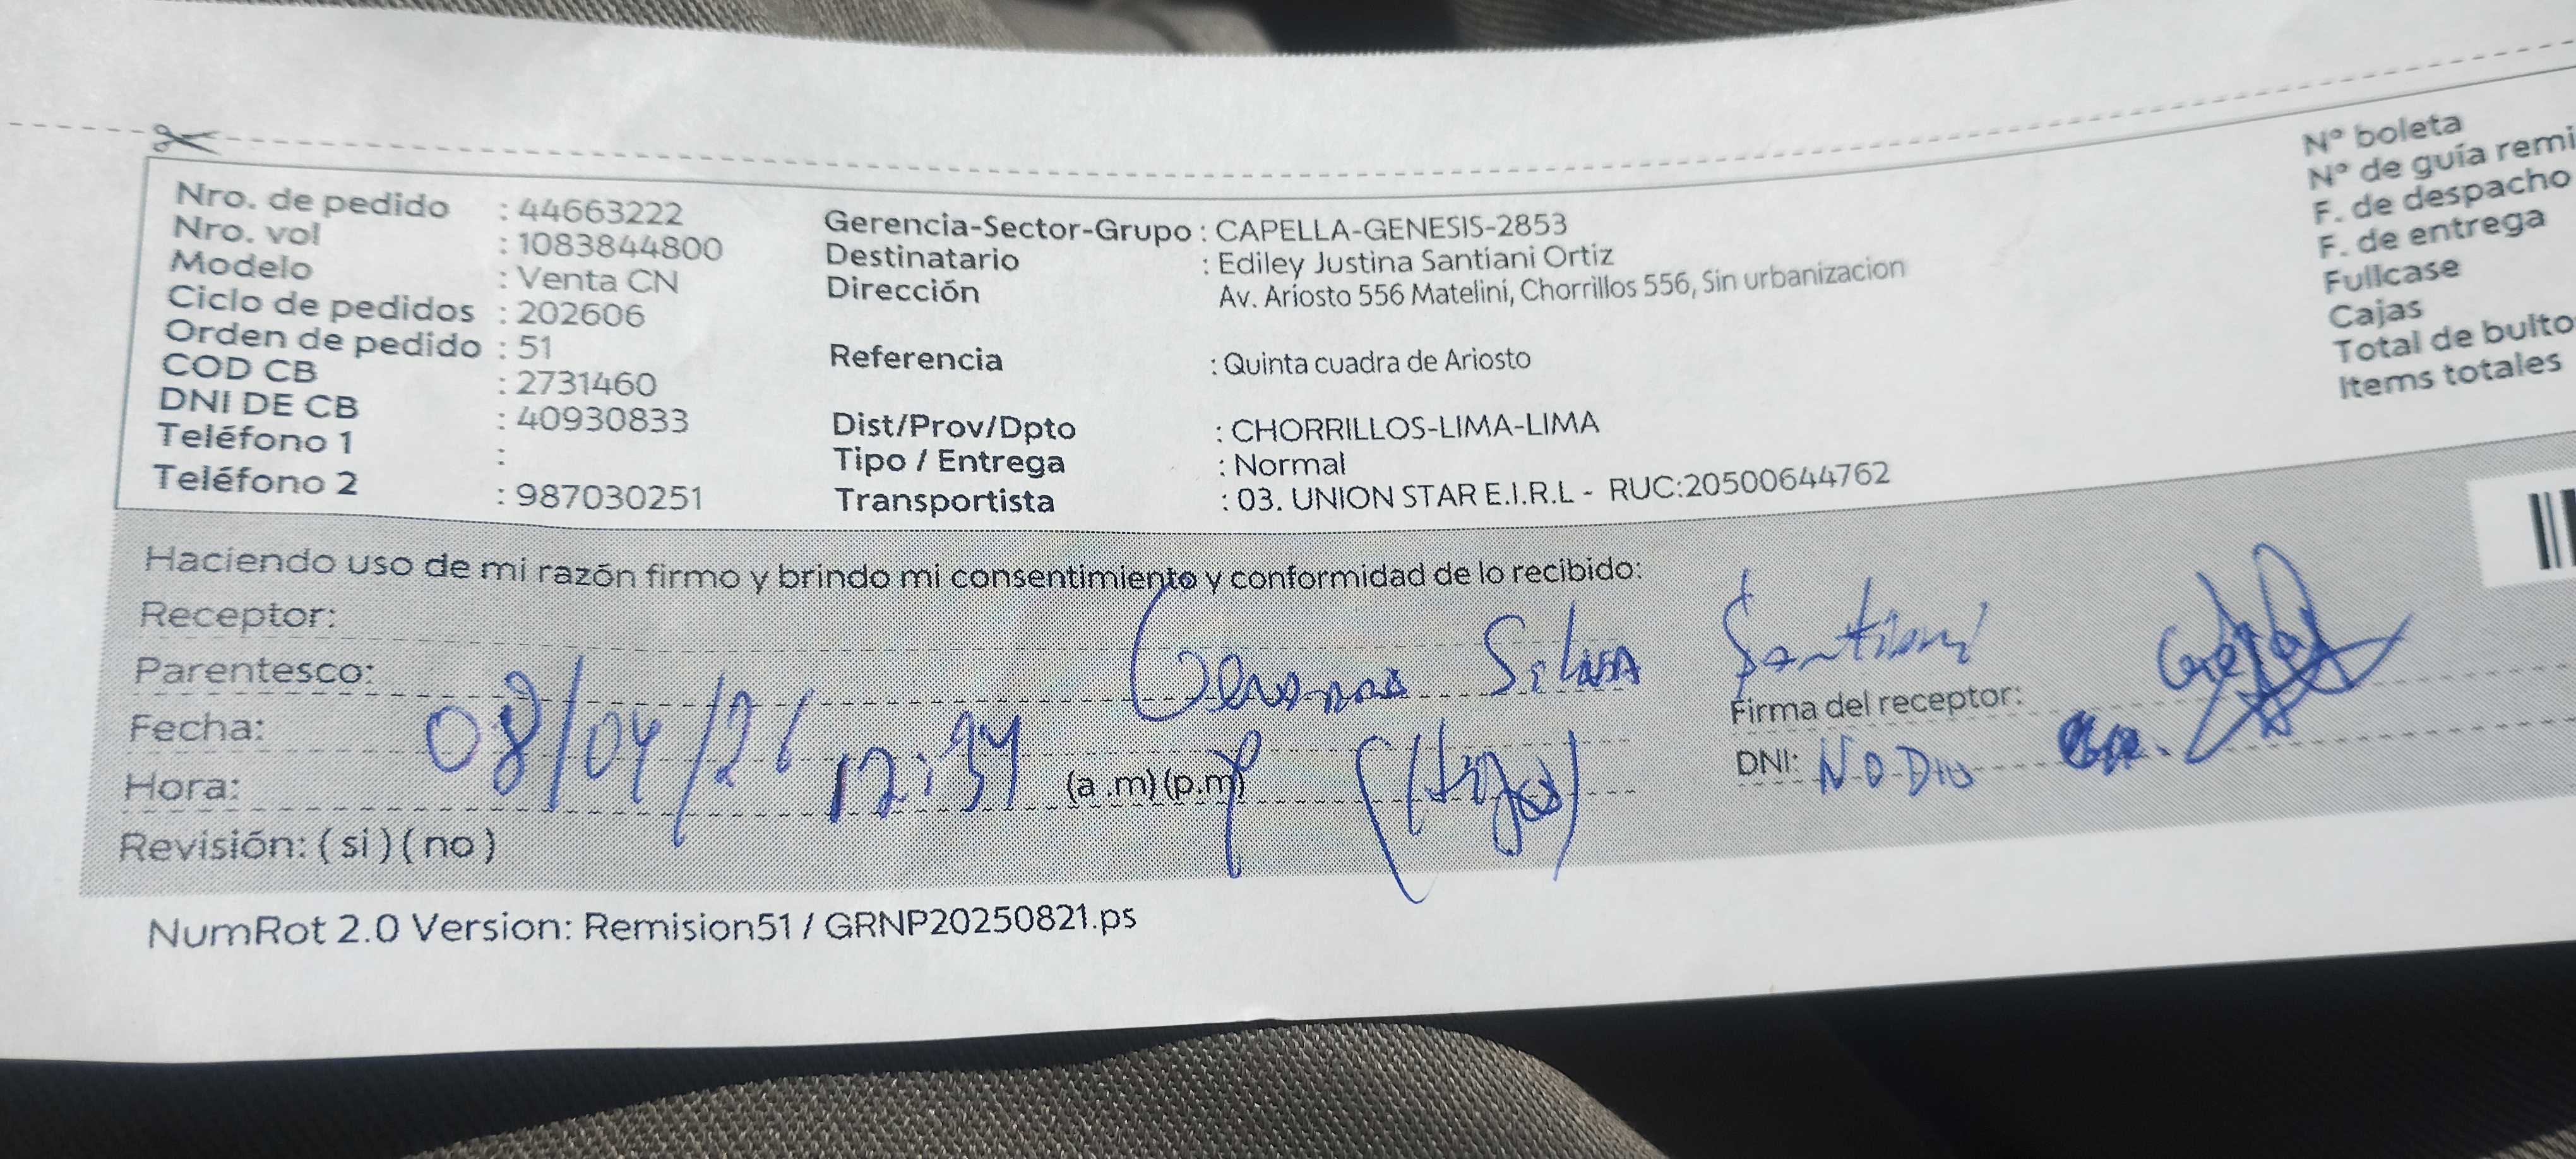 Nro. de pedido : 44663222
Nro. vol : 1083844800
Modelo : Venta CN
Ciclo de pedidos : 202606
Orden de pedido : 51
COD CB : 2731460
DNI DE CB : 40930833
Teléfono 1 :
Teléfono 2 : 987030251
Gerencia-Sector-Grupo : CAPELLA-GENESIS-2853
Destinatario : Ediley Justina Santiani Ortiz
Dirección Av. Ariosto 556 Matelini, Chorrillos 556, Sin urbanizacion
Referencia : Quinta cuadra de Ariosto
Dist/Prov/Dpto : CHORRILLOS-LIMA-LIMA
Tipo / Entrega : Normal
Transportista : 03. UNION STAR E.I.R.L - RUC:20500644762
N° boleta
N° de guía remi
F. de despacho
F. de entrega
Fullcase
Cajas
Total de bulto
Items totales
Haciendo uso de mi razón firmo y brindo mi consentimiento y conformidad de lo recibido:
Receptor:
Parentesco: Santiani
Fecha: 08/04/26
Hora: 12:34 (a.m)(p.m) (Hijo)
Revisión: (si)(no)
Firma del receptor:
DNI: NO DIO
NumRot 2.0 Version: Remision51 / GRNP20250821.ps